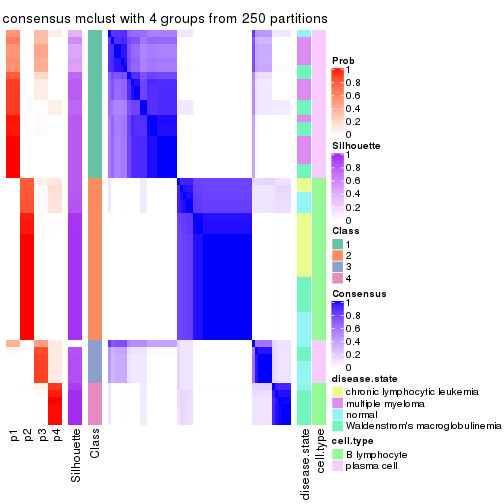 consensus mclust with 4 groups from 250 partitions
Prob
1
0.8
0.6
0.4
0.2
0
Silhouette
1
0.8
0.6
0.4
0.2
0
Class
1
2
3
4
Consensus
1
0.8
0.6
0.4
0.2
0
disease.state
chronic lymphocytic leukemia
multiple myeloma
normal
Waldenstrom's macroglobulinemia
cell.type
B lymphocyte
plasma cell
p1
p2
p3
p4
Silhouette
Class
disease.state
cell.type